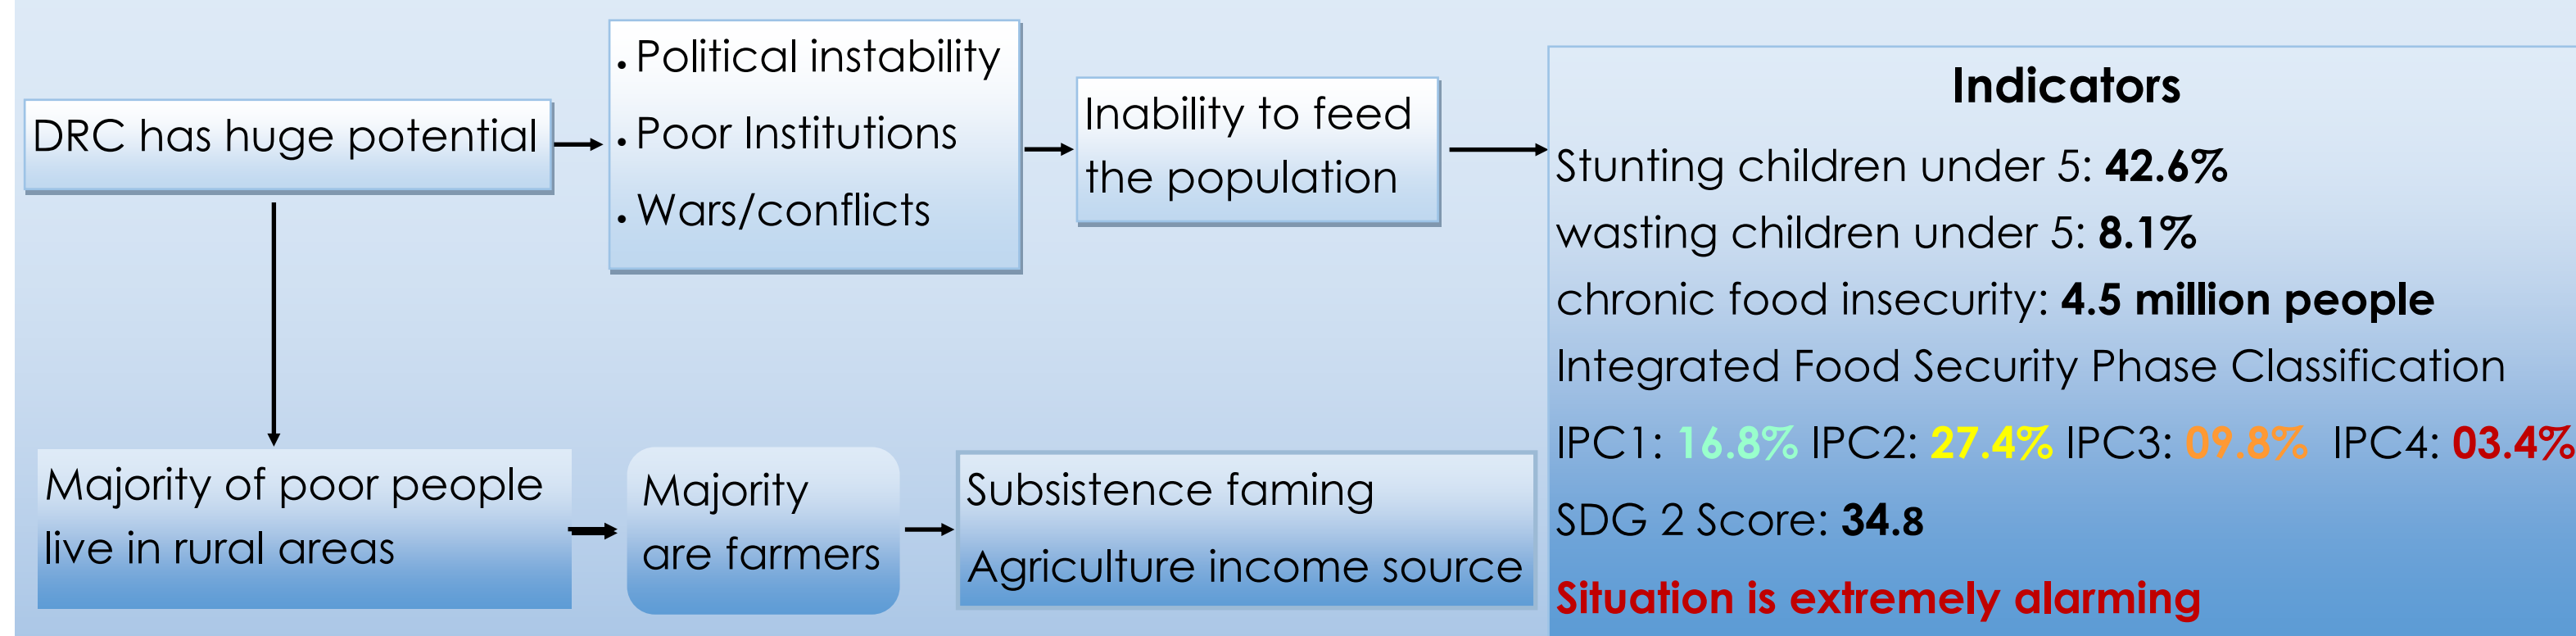 DRC has huge potential
• Political instability
• Poor Institutions
• Wars/conflicts
Inability to feed
the population
Indicators
Stunting children under 5: 42.6%
wasting children under 5: 8.1%
chronic food insecurity: 4.5 million people
Integrated Food Security Phase Classification
IPC1: 16.8% IPC2: 27.4% IPC3: 09.8% IPC4: 03.4%
SDG 2 Score: 34.8
Situation is extremely alarming
Majority of poor people
live in rural areas
Majority
are farmers
Subsistence faming
Agriculture income source